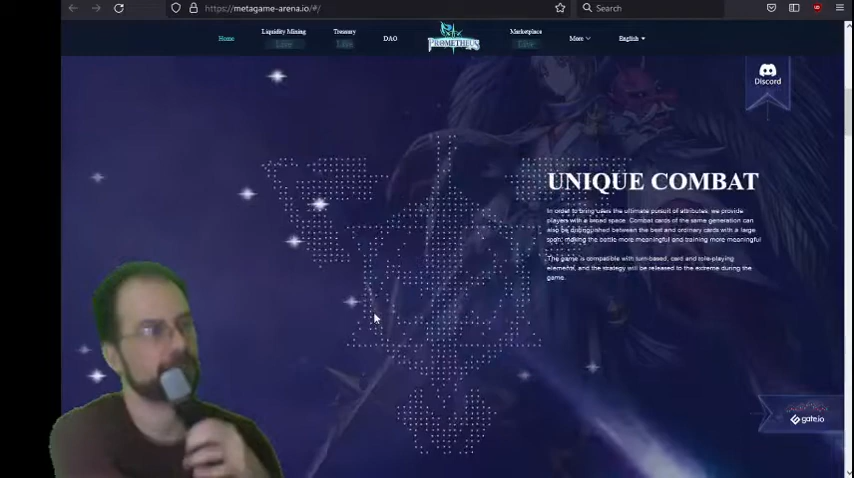 https://metagame-arena.io/#/
Search
Home
Liquidity Mining
Live
Treasury
Live
DAO
PROMETHEUS
Marketplace
Live
More
English
Discord
UNIQUE COMBAT
In order to bring users the ultimate pursuit of attributes, we provide
players with a broad space. Combat cards of the same generation can
also be distinguished between the best and ordinary cards with a large
span, making the battle more meaningful and training more meaningful
The game is compatible with turn-based, card and role-playing
elements, and the strategy will be released to the extreme during the
game.
gate.io